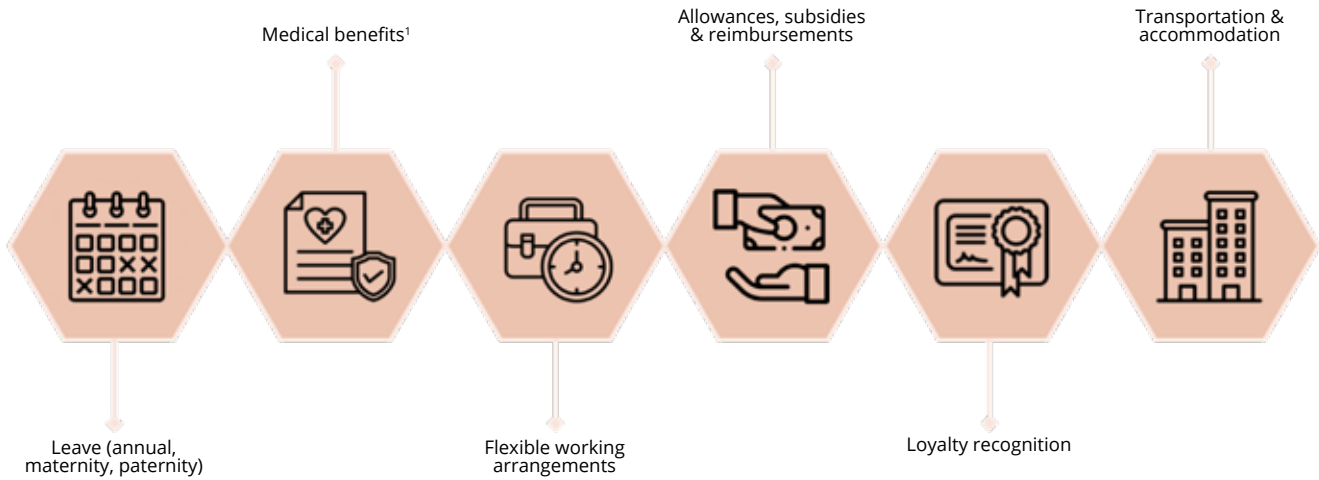 Medical benefits¹
Allowances, subsidies
& reimbursements
Transportation &
accommodation
Leave (annual,
maternity, paternity)
Flexible working
arrangements
Loyalty recognition